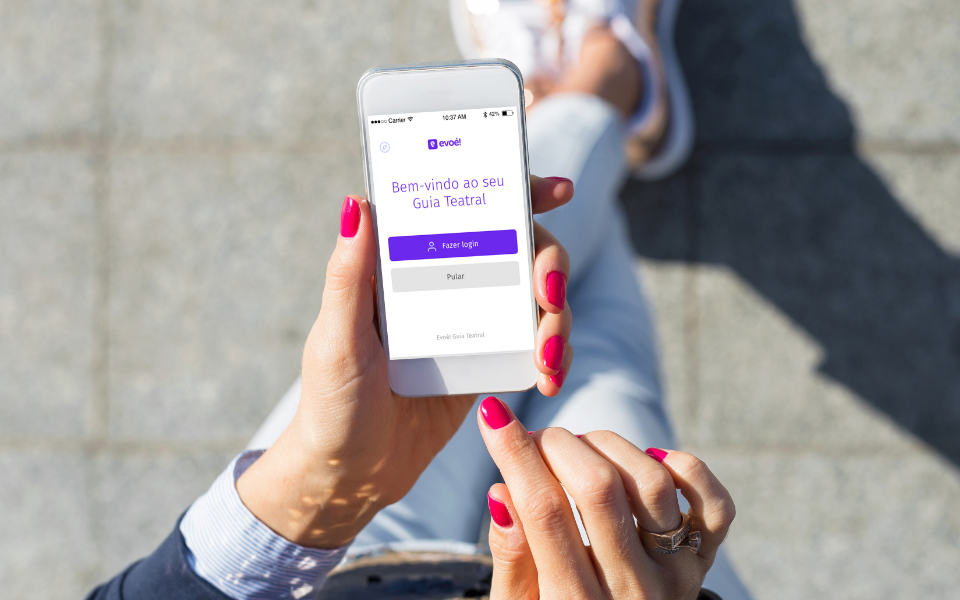 Carrier 10:37 AM 42%
evoé!
Bem-vindo ao seu
Guia Teatral
Fazer login
Pular
Evoé! Guia Teatral